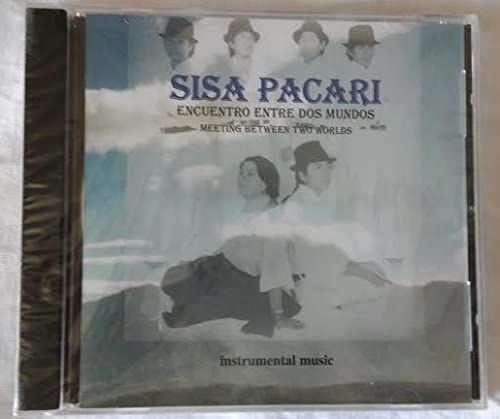 SISA PACARI
ENCUENTRO ENTRE DOS MUNDOS
MEETING BETWEEN TWO WORLDS
instrumental music